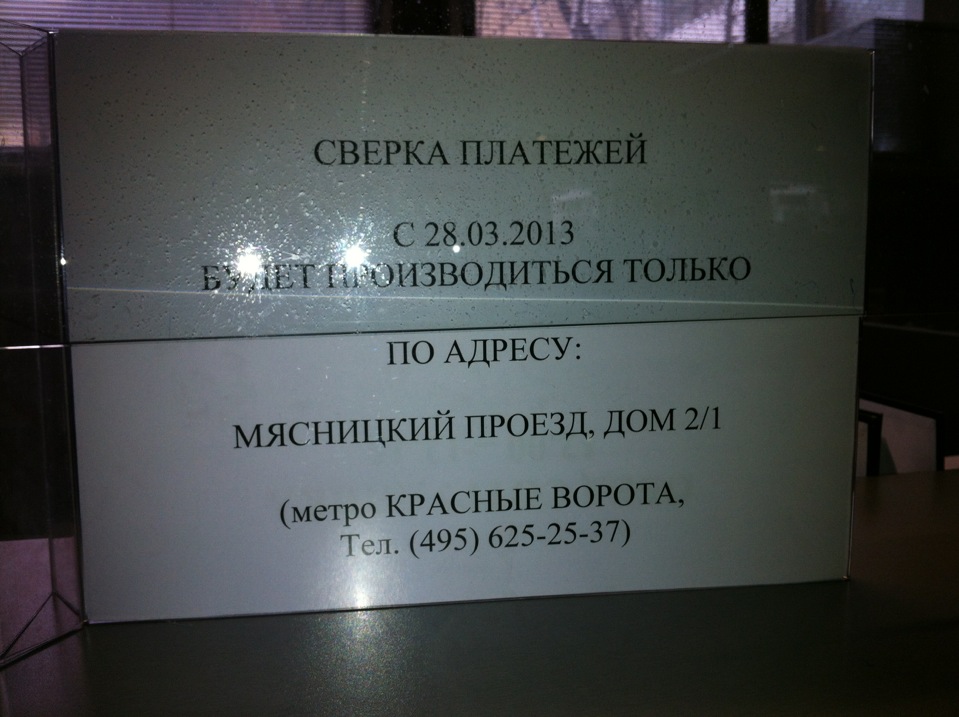 СВЕРКА ПЛАТЕЖЕЙ
С 28.03.2013
БУДЕТ ПРОИЗВОДИТЬСЯ ТОЛЬКО
ПО АДРЕСУ:
МЯСНИЦКИЙ ПРОЕЗД, ДОМ 2/1
(метро КРАСНЫЕ ВОРОТА,
Тел. (495) 625-25-37)